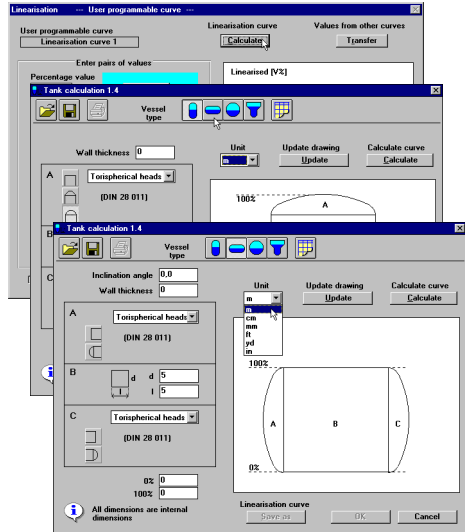 Linearisation --- User programmable curve ---
User programmable curve
Linearisation curve 1
Linearisation curve
Calculate
Values from other curves
Transfer
Enter pairs of values
Percentage value
Linearised [V%]
Tank calculation 1.4
Vessel
type
Wall thickness 0
Unit
m
Update drawing
Update
Calculate curve
Calculate
A
Torispherical heads
(DIN 28 011)
100%
A
B
C
Tank calculation 1.4
Vessel
type
Inclination angle 0,0
Wall thickness 0
Unit
m
m
cm
mm
ft
yd
in
Update drawing
Update
Calculate curve
Calculate
A
Torispherical heads
(DIN 28 011)
B
d
l
d 5
l 5
C
Torispherical heads
(DIN 28 011)
100%
A B C
0%
0% 0
100% 0
All dimensions are internal
dimensions
Linearisation curve
Save as
OK
Cancel